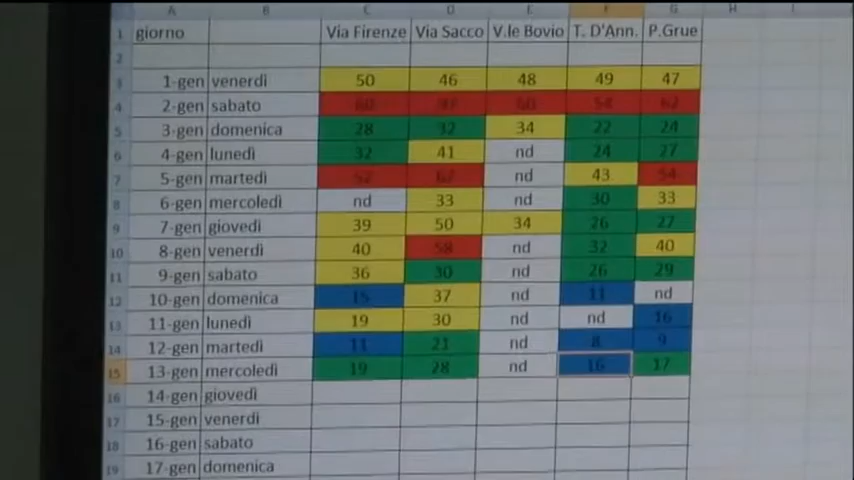 A B C D E F G H
1 giorno Via Firenze Via Sacco V.le Bovio T. D'Ann. P.Grue
2
3 1-gen venerdì 50 46 48 49 47
4 2-gen sabato 62
5 3-gen domenica 28 32 34 22 24
6 4-gen lunedì 32 41 nd 24 27
7 5-gen martedì 52 62 nd 43 54
8 6-gen mercoledì nd 33 nd 30 33
9 7-gen giovedì 39 50 34 26 27
10 8-gen venerdì 40 58 nd 32 40
11 9-gen sabato 36 30 nd 26 29
12 10-gen domenica 15 37 nd 11 nd
13 11-gen lunedì 19 30 nd nd 16
14 12-gen martedì 11 21 nd 8 9
15 13-gen mercoledì 19 28 nd 16 17
16 14-gen giovedì
17 15-gen venerdì
18 16-gen sabato
19 17-gen domenica